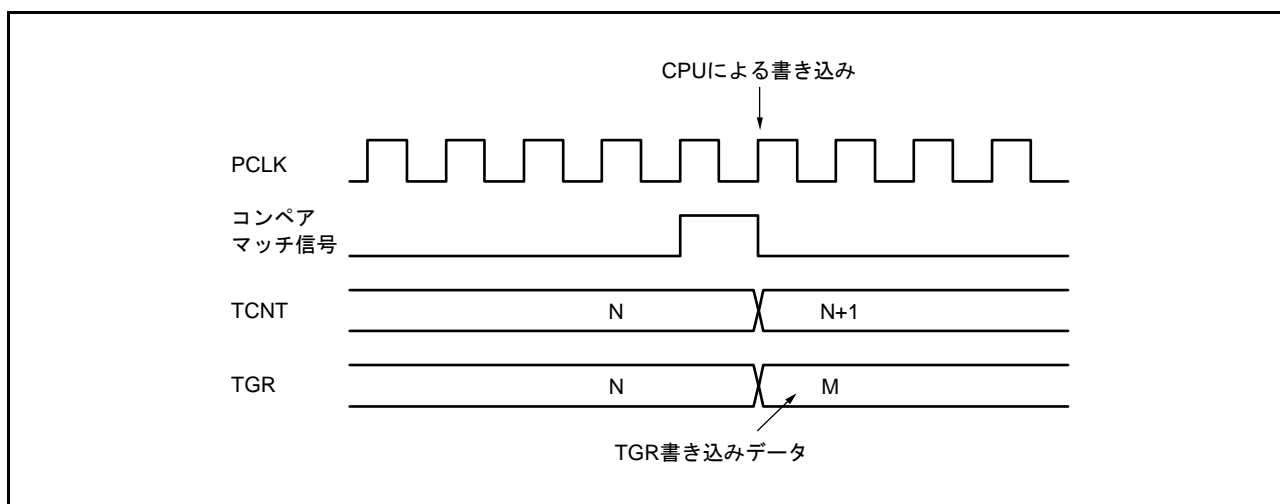 CPUによる書き込み
PCLK
コンペア
マッチ信号
TCNT
N
N+1
TGR
N
M
TGR書き込みデータ